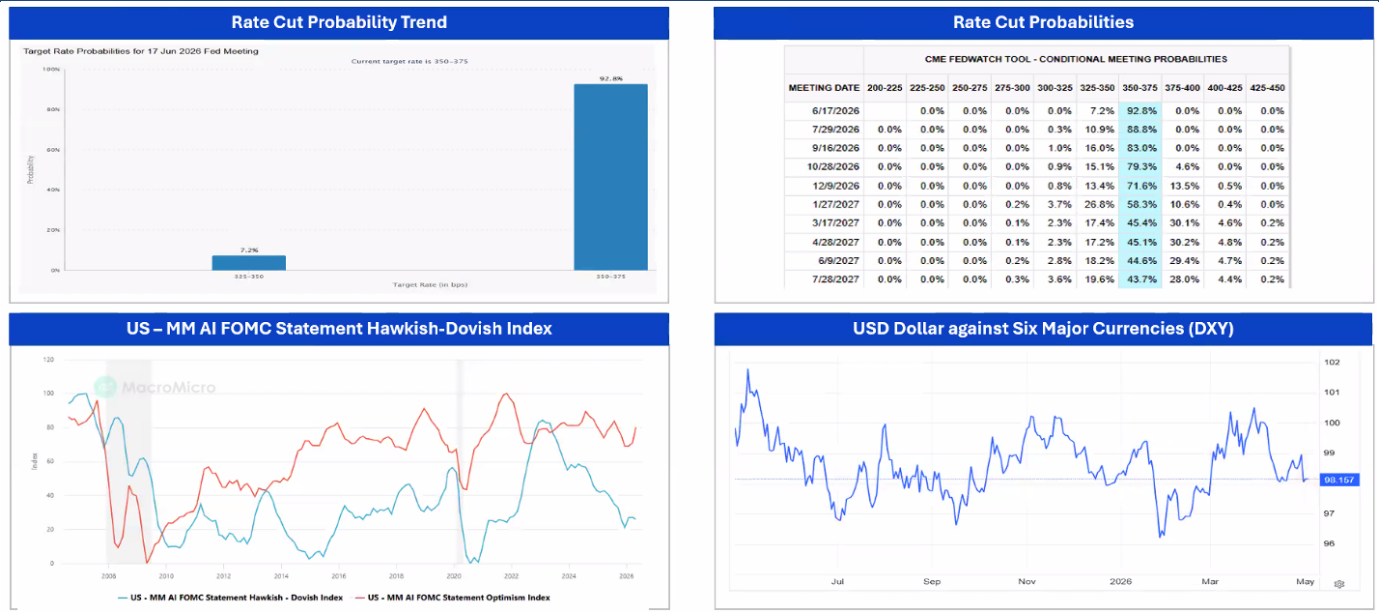 Rate Cut Probability Trend
Target Rate Probabilities for 17 Jun 2026 Fed Meeting
Current target rate is 350-375
100%
92.8%
80%
60%
Probability
40%
20%
7.2%
0%
325-350
350-375
Target Rate (in bps)
Rate Cut Probabilities
CME FEDWATCH TOOL - CONDITIONAL MEETING PROBABILITIES
MEETING DATE 200-225 225-250 250-275 275-300 300-325 325-350 350-375 375-400 400-425 425-450
6/17/2026 0.0% 0.0% 0.0% 0.0% 7.2% 92.8% 0.0% 0.0% 0.0%
7/29/2026 0.0% 0.0% 0.0% 0.0% 0.3% 10.9% 88.8% 0.0% 0.0% 0.0%
9/16/2026 0.0% 0.0% 0.0% 0.0% 1.0% 16.0% 83.0% 0.0% 0.0% 0.0%
10/28/2026 0.0% 0.0% 0.0% 0.0% 0.9% 15.1% 79.3% 4.6% 0.0% 0.0%
12/9/2026 0.0% 0.0% 0.0% 0.0% 0.8% 13.4% 71.6% 13.5% 0.5% 0.0%
1/27/2027 0.0% 0.0% 0.0% 0.2% 3.7% 26.8% 58.3% 10.6% 0.4% 0.0%
3/17/2027 0.0% 0.0% 0.0% 0.1% 2.3% 17.4% 45.4% 30.1% 4.6% 0.2%
4/28/2027 0.0% 0.0% 0.0% 0.1% 2.3% 17.2% 45.1% 30.2% 4.8% 0.2%
6/9/2027 0.0% 0.0% 0.0% 0.2% 2.8% 18.2% 44.6% 29.4% 4.7% 0.2%
7/28/2027 0.0% 0.0% 0.0% 0.3% 3.6% 19.6% 43.7% 28.0% 4.4% 0.2%
US – MM AI FOMC Statement Hawkish-Dovish Index
MacroMicro
120
100
80
60
40
20
0
Index
2008 2010 2012 2014 2016 2018 2020 2022 2024 2026
US - MM AI FOMC Statement Hawkish - Dovish Index
US - MM AI FOMC Statement Optimism Index
USD Dollar against Six Major Currencies (DXY)
102
101
100
99
98.157
97
96
Jul Sep Nov 2026 Mar May